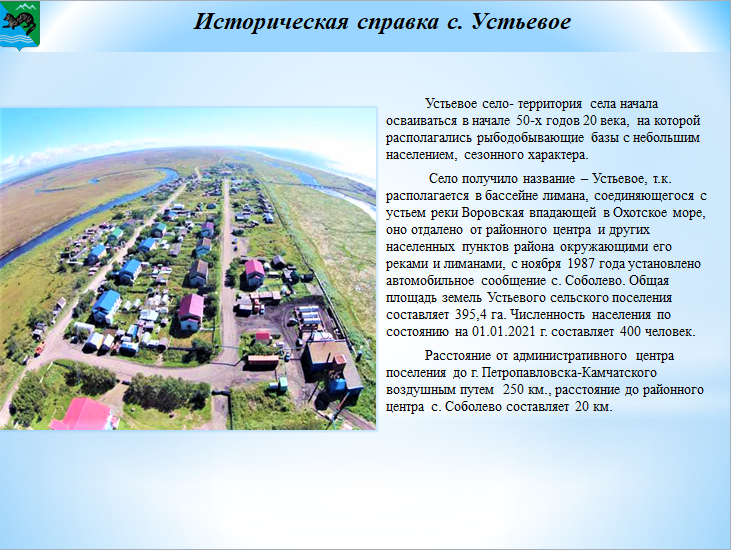 Историческая справка с. Устьевое
Устьевое село- территория села начала
осваиваться в начале 50-х годов 20 века, на которой
располагались рыбодобывающие базы с небольшим
населением, сезонного характера.
Село получило название – Устьевое, т.к.
располагается в бассейне лимана, соединяющегося с
устьем реки Воровская впадающей в Охотское море,
оно отдалено от районного центра и других
населенных пунктов района окружающими его
реками и лиманами, с ноября 1987 года установлено
автомобильное сообщение с. Соболево. Общая
площадь земель Устьевого сельского поселения
составляет 395,4 га. Численность населения по
состоянию на 01.01.2021 г. составляет 400 человек.
Расстояние от административного центра
поселения до г. Петропавловска-Камчатского
воздушным путем 250 км., расстояние до районного
центра с. Соболево составляет 20 км.